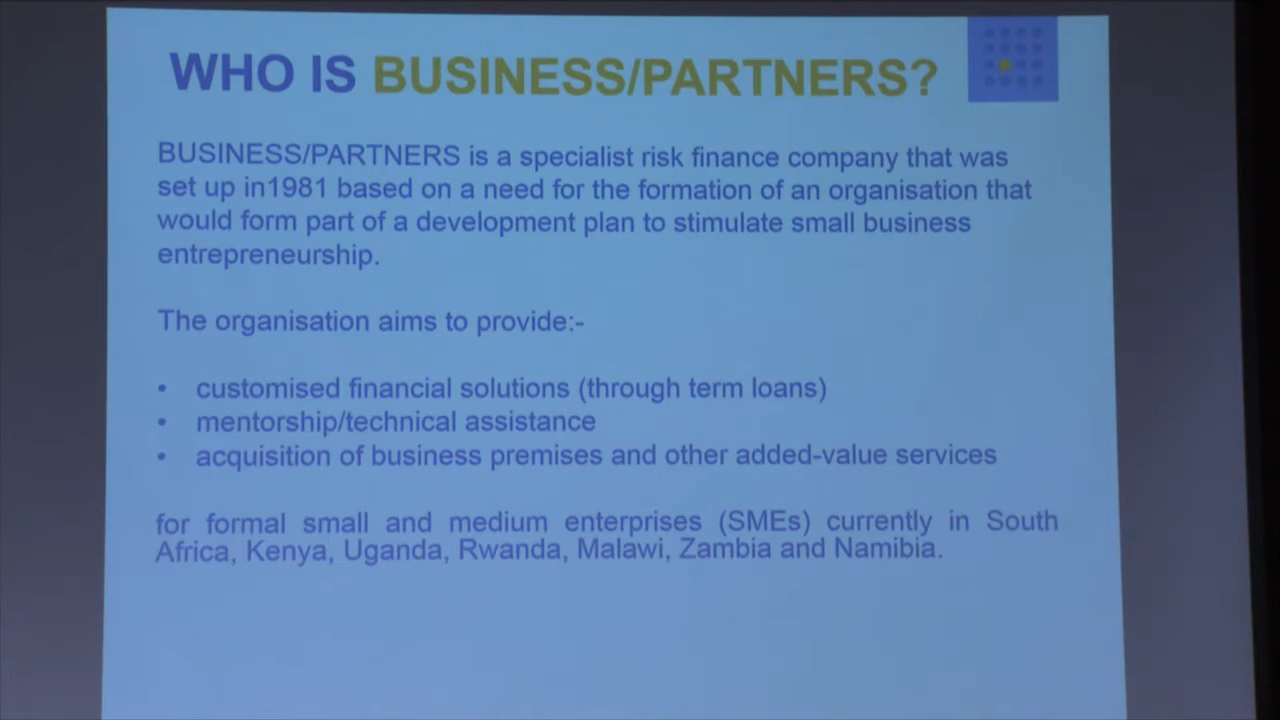 WHO IS BUSINESS/PARTNERS?
BUSINESS/PARTNERS is a specialist risk finance company that was
set up in1981 based on a need for the formation of an organisation that
would form part of a development plan to stimulate small business
entrepreneurship.
The organisation aims to provide:-
• customised financial solutions (through term loans)
• mentorship/technical assistance
• acquisition of business premises and other added-value services
for formal small and medium enterprises (SMEs) currently in South
Africa, Kenya, Uganda, Rwanda, Malawi, Zambia and Namibia.